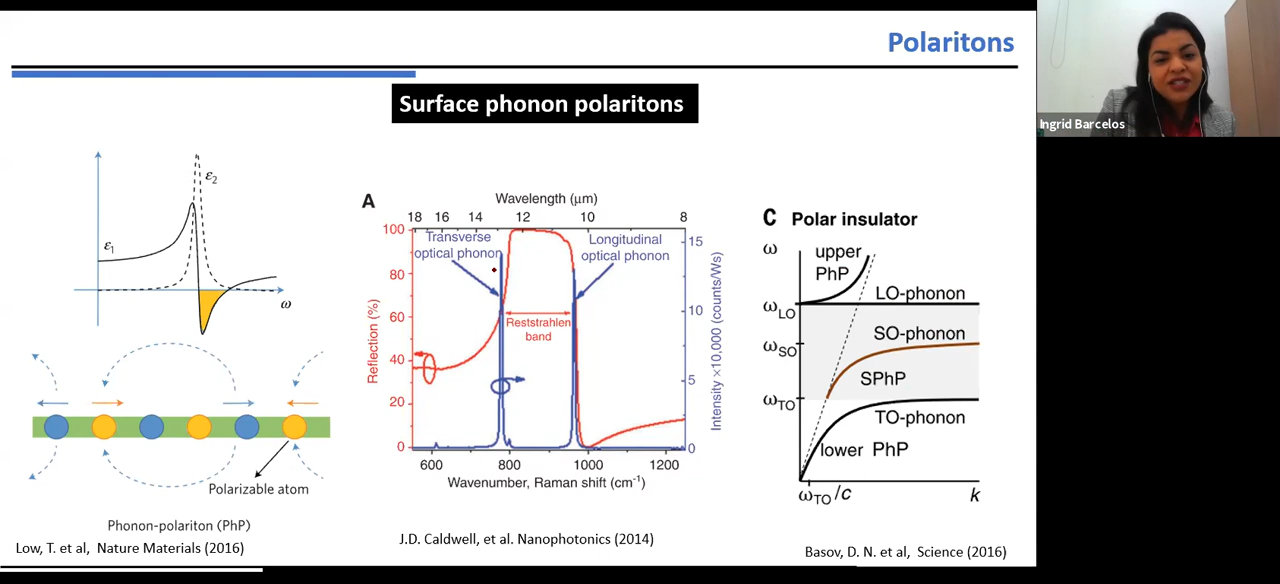 Polaritons
Ingrid Barcelos
Surface phonon polaritons
ε2
ε1
ω
Polarizable atom
Phonon-polariton (PhP)
Low, T. et al, Nature Materials (2016)
A
Wavelength (μm)
18 16 14 12 10 8
Transverse
optical phonon
Longitudinal
optical phonon
Reststrahlen
band
Reflection (%)
100
80
60
40
20
0
15
10
5
0
Intensity ×10,000 (counts/Ws)
600 800 1000 1200
Wavenumber, Raman shift (cm-1)
J.D. Caldwell, et al. Nanophotonics (2014)
C Polar insulator
ω
upper
PhP
LO-phonon
ωLO
SO-phonon
ωSO
SPhP
ωTO
TO-phonon
lower PhP
ωTO/c
k
Basov, D. N. et al, Science (2016)